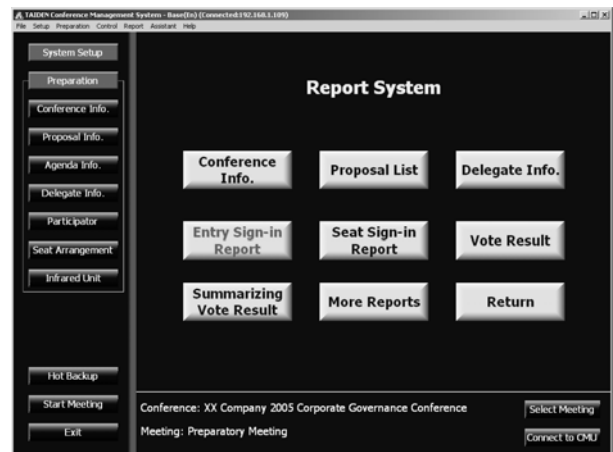 TAIDEN Conference Management System - Base(En) (Connected:192.168.1.109)
File Setup Preparation Control Report Assistant Help
System Setup
Preparation
Conference Info.
Proposal Info.
Agenda Info.
Delegate Info.
Participator
Seat Arrangement
Infrared Unit
Hot Backup
Start Meeting
Exit
Report System
Conference
Info.
Proposal List
Delegate Info.
Entry Sign-in
Report
Seat Sign-in
Report
Vote Result
Summarizing
Vote Result
More Reports
Return
Conference: XX Company 2005 Corporate Governance Conference
Meeting: Preparatory Meeting
Select Meeting
Connect to CMU